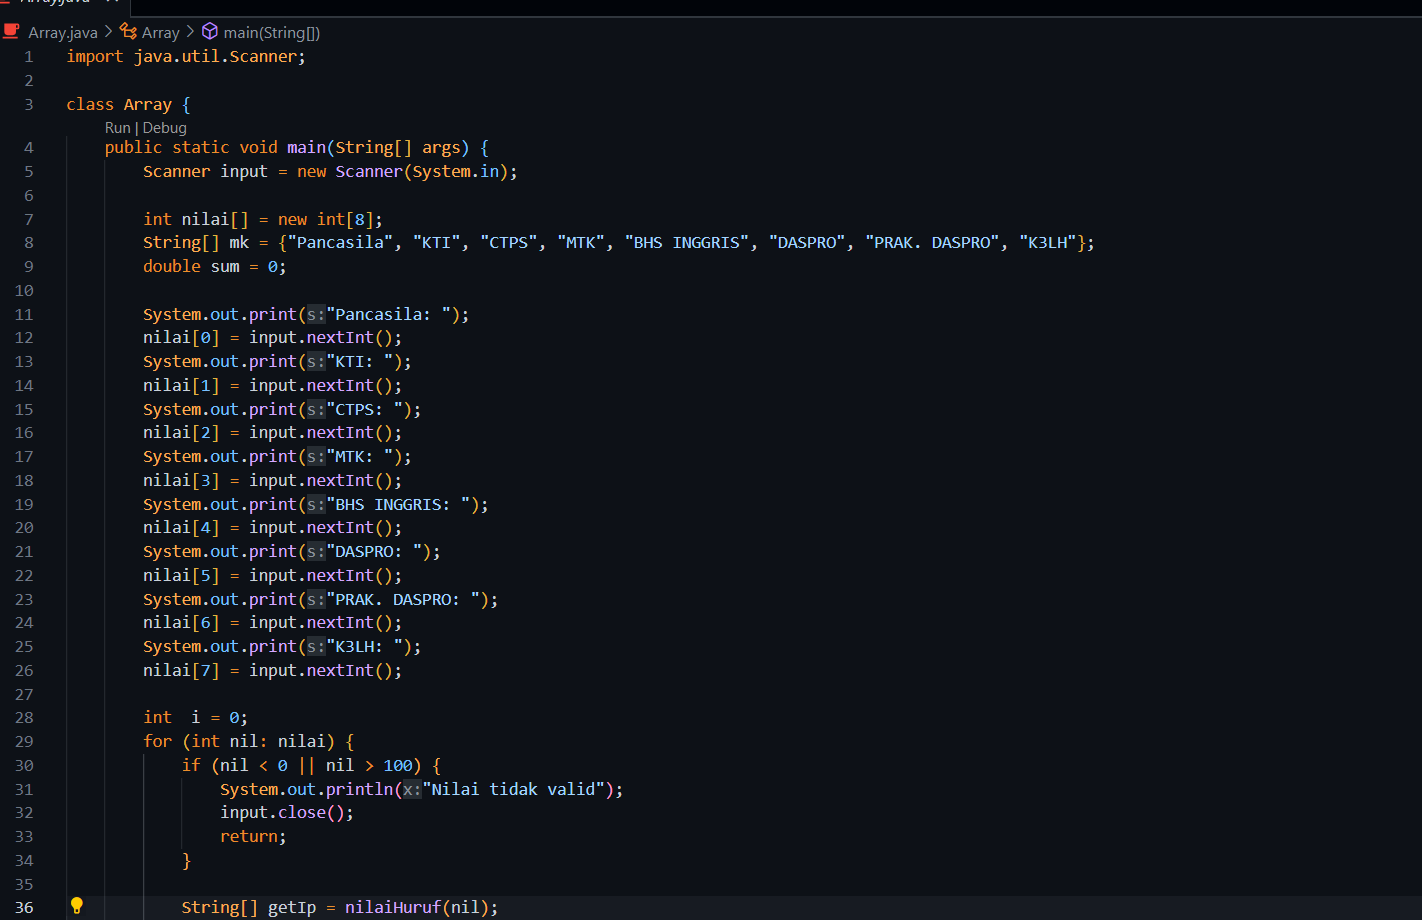 Array.java
Array.java > Array > main(String[])
1 import java.util.Scanner;
2
3 class Array {
Run | Debug
4 public static void main(String[] args) {
5 Scanner input = new Scanner(System.in);
6
7 int nilai[] = new int[8];
8 String[] mk = {"Pancasila", "KTI", "CTPS", "MTK", "BHS INGGRIS", "DASPRO", "PRAK. DASPRO", "K3LH"};
9 double sum = 0;
10
11 System.out.print(s:"Pancasila: ");
12 nilai[0] = input.nextInt();
13 System.out.print(s:"KTI: ");
14 nilai[1] = input.nextInt();
15 System.out.print(s:"CTPS: ");
16 nilai[2] = input.nextInt();
17 System.out.print(s:"MTK: ");
18 nilai[3] = input.nextInt();
19 System.out.print(s:"BHS INGGRIS: ");
20 nilai[4] = input.nextInt();
21 System.out.print(s:"DASPRO: ");
22 nilai[5] = input.nextInt();
23 System.out.print(s:"PRAK. DASPRO: ");
24 nilai[6] = input.nextInt();
25 System.out.print(s:"K3LH: ");
26 nilai[7] = input.nextInt();
27
28 int  i = 0;
29 for (int nil: nilai) {
30 if (nil < 0 || nil > 100) {
31 System.out.println(x:"Nilai tidak valid");
32 input.close();
33 return;
34 }
35
36 String[] getIp = nilaiHuruf(nil);